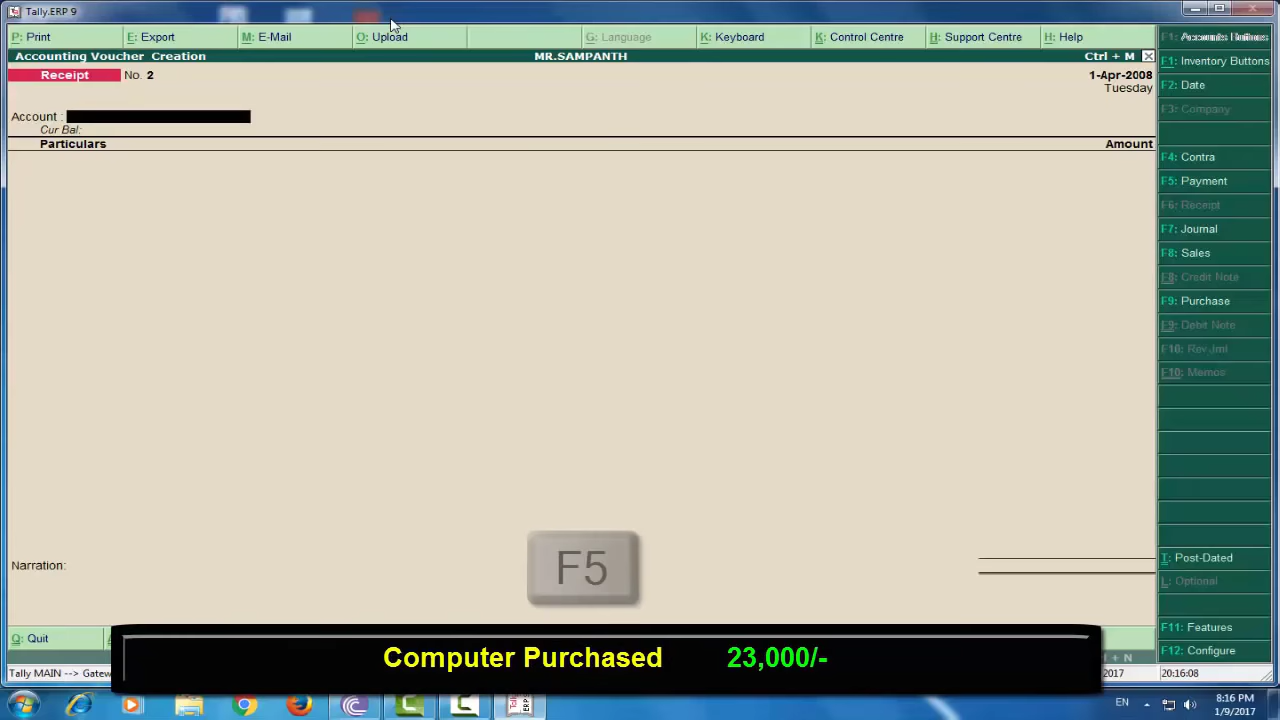 Tally.ERP 9
P: Print E: Export M: E-Mail O: Upload G: Language K: Keyboard K: Control Centre H: Support Centre H: Help
Accounting Voucher Creation MR.SAMPANTH Ctrl + M
Receipt No. 2 1-Apr-2008
Tuesday
Account :
Cur Bal:
Particulars Amount
F1: Accounts Buttons
F1: Inventory Buttons
F2: Date
F3: Company
F4: Contra
F5: Payment
F6: Receipt
F7: Journal
F8: Sales
F8: Credit Note
F9: Purchase
F9: Debit Note
F10: Rev Jrnl
F10: Memos
T: Post-Dated
L: Optional
F11: Features
F12: Configure
F5
Narration:
Q: Quit
Computer Purchased 23,000/-
Tally MAIN --> Gatew 2017 20:16:08
EN 8:16 PM
1/9/2017